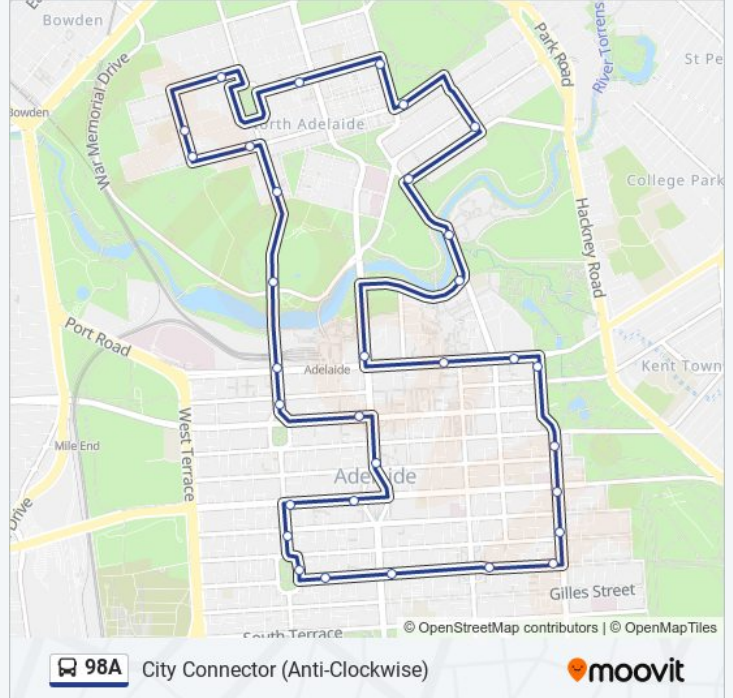 Bowden
Park Road
River Torrens
St Pe
Bowden
War Memorial Drive
North Adelaide
College Park
Hackney Road
Port Road
Adelaide
Kent Town
West Terrace
Mile End
Adelaide
Drive
Gilles Street
South Terrace
© OpenStreetMap contributors | © OpenMapTiles
98A City Connector (Anti-Clockwise) moovit